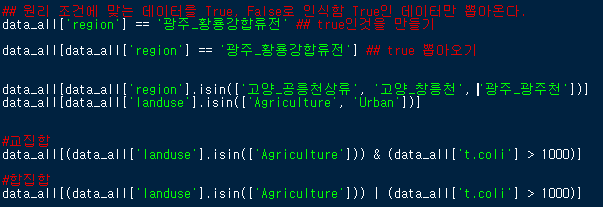 ## 원리 조건에 맞는 데이터를 True, False로 인식함 True인 데이터만 뽑아온다.
data_all['region'] == '광주_황룡강합류전' ## true인것을 만들기
data_all[data_all['region'] == '광주_황룡강합류전'] ## true 뽑아오기
data_all[data_all['region'].isin(['고양_공릉천상류', '고양_창릉천', '광주_광주천'])]
data_all[data_all['landuse'].isin(['Agriculture', 'Urban'])]
#교집합
data_all[(data_all['landuse'].isin(['Agriculture'])) & (data_all['t.coli'] > 1000)]
#합집합
data_all[(data_all['landuse'].isin(['Agriculture'])) | (data_all['t.coli'] > 1000)]